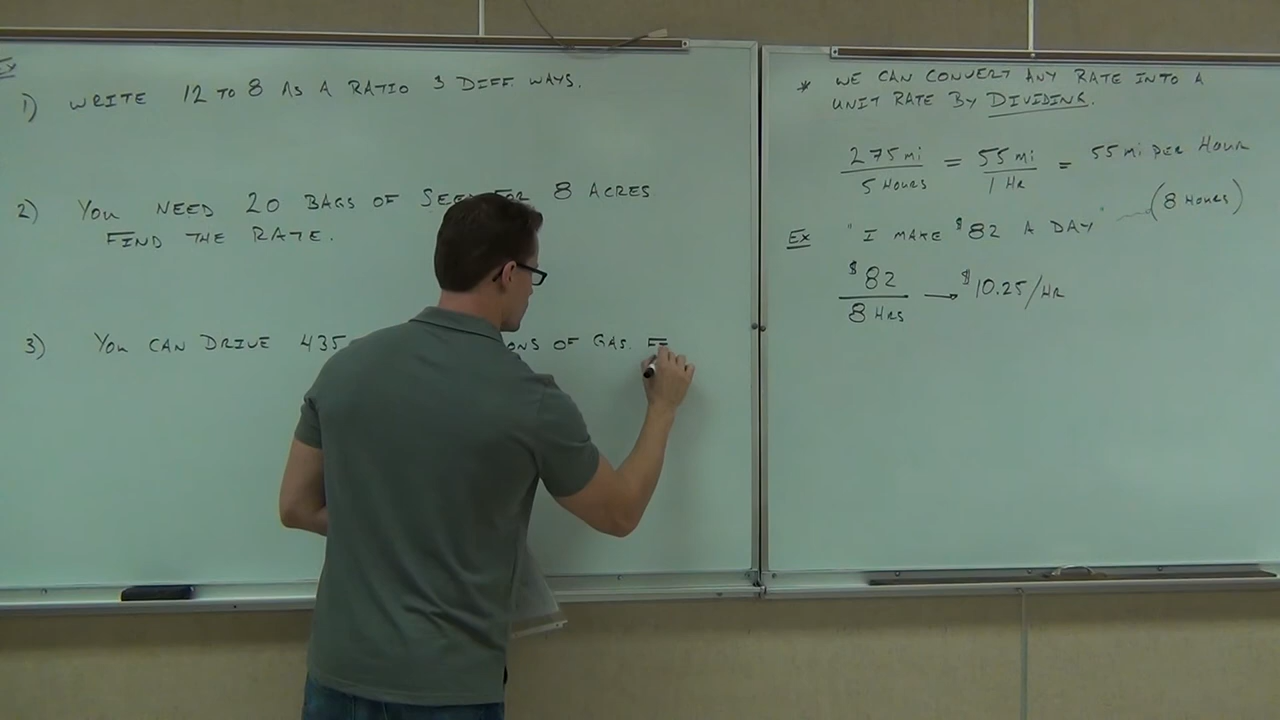 EX
1) WRITE 12 TO 8 AS A RATIO 3 DIFF. WAYS.
2) YOU NEED 20 BAGS OF SEED FOR 8 ACRES
FIND THE RATE.
3) YOU CAN DRIVE 435 ONS OF GAS. F
* WE CAN CONVERT ANY RATE INTO A
UNIT RATE BY DIVIDING.
275 mi / 5 HOURS = 55 mi / 1 HR = 55 mi PER HOUR
(8 HOURS)
EX "I MAKE $82 A DAY"
$82 / 8 HRS → $10.25/HR